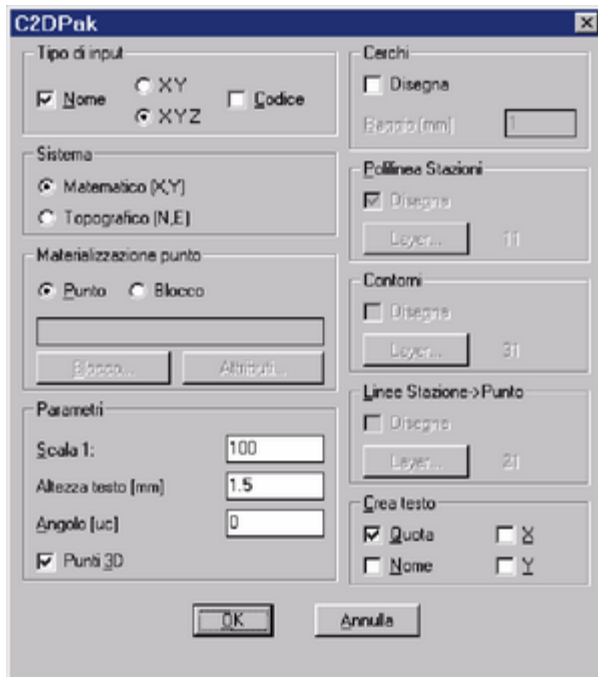 C2DPak
Tipo di input
Nome
XY
XYZ
Codice
Sistema
Matematico (X,Y)
Topografico (N,E)
Materializzazione punto
Punto
Blocco
Blocco...
Attributi...
Parametri
Scala 1:
100
Altezza testo [mm]
1.5
Angolo [uc]
0
Punti 3D
Cerchi
Disegna
Raggio (mm)
1
Polilinea Stazioni
Disegna
Layer...
11
Contorni
Disegna
Layer...
31
Linee Stazione->Punto
Disegna
Layer...
21
Crea testo
Quota
X
Nome
Y
OK
Annulla